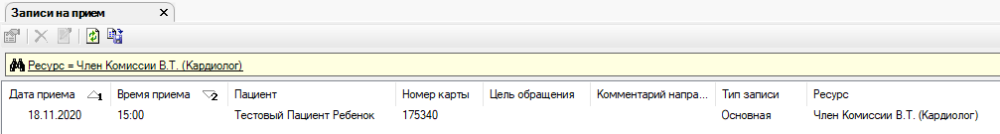 Записи на прием
Ресурс = Член Комиссии В.Т. (Кардиолог)
Дата приема 1 Время приема 2 Пациент Номер карты Цель обращения Комментарий напра... Тип записи Ресурс
18.11.2020 15:00 Тестовый Пациент Ребенок 175340 Основная Член Комиссии В.Т. (Кардиолог)